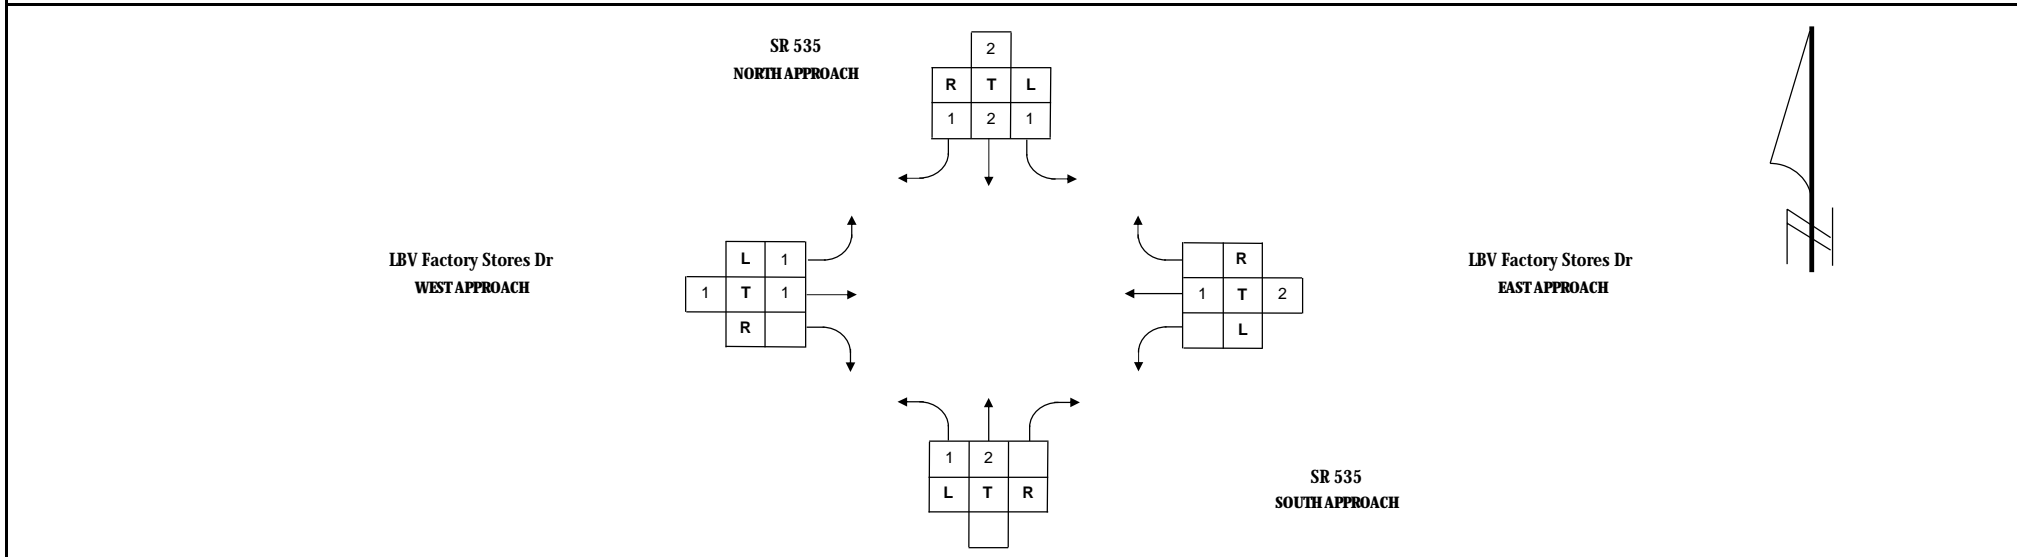 SR 535
NORTH APPROACH
2
R T L
1 2 1
LBV Factory Stores Dr
WEST APPROACH
L 1
1 T 1
R
R
1 T 2
L
LBV Factory Stores Dr
EAST APPROACH
1 2
L T R
SR 535
SOUTH APPROACH
N